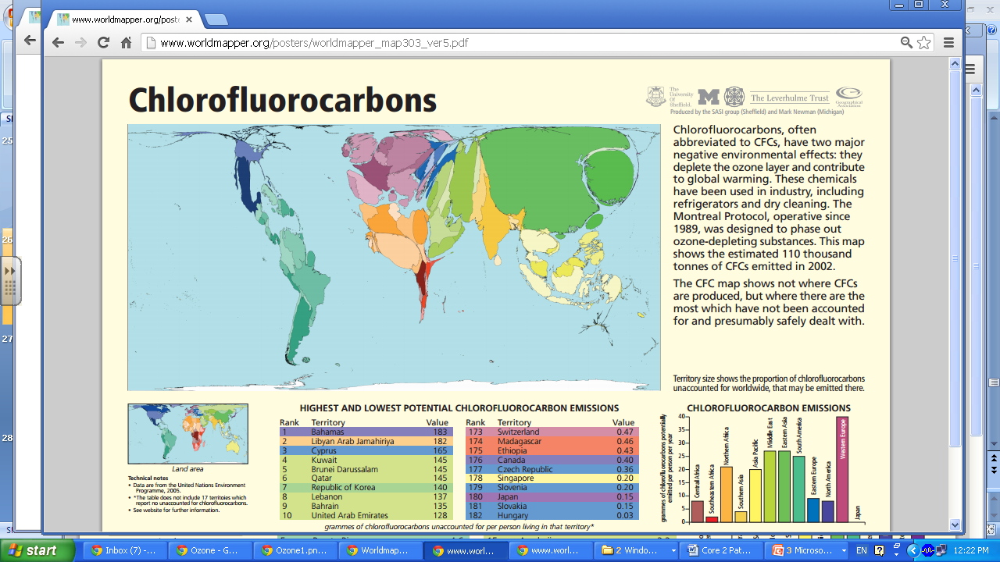 www.worldmapper.org/post
www.worldmapper.org/posters/worldmapper_map303_ver5.pdf
Chlorofluorocarbons
The University Of Sheffield.
The Leverhulme Trust
Geographical Association
Produced by the SASI group (Sheffield) and Mark Newman (Michigan)
Chlorofluorocarbons, often
abbreviated to CFCs, have two major
negative environmental effects: they
deplete the ozone layer and contribute
to global warming. These chemicals
have been used in industry, including
refrigerators and dry cleaning. The
Montreal Protocol, operative since
1989, was designed to phase out
ozone-depleting substances. This map
shows the estimated 110 thousand
tonnes of CFCs emitted in 2002.
The CFC map shows not where CFCs
are produced, but where there are the
most which have not been accounted
for and presumably safely dealt with.
Territory size shows the proportion of chlorofluorocarbons
unaccounted for worldwide, that may be emitted there.
Land area
Technical notes
• Data are from the United Nations Environment
Programme, 2005.
• *The table does not include 17 territoies which
report no unaccounted for chlorofluorocarbons.
• See website for further information.
HIGHEST AND LOWEST POTENTIAL CHLOROFLUOROCARBON EMISSIONS
Rank Territory Value
1 Bahamas 183
2 Libyan Arab Jamahiriya 182
3 Cyprus 165
4 Kuwait 145
5 Brunei Darussalam 145
6 Qatar 145
7 Republic of Korea 140
8 Lebanon 137
9 Bahrain 135
10 United Arab Emirates 128
Rank Territory Value
173 Switzerland 0.47
174 Madagascar 0.46
175 Ethiopia 0.43
176 Canada 0.40
177 Czech Republic 0.36
178 Singapore 0.20
179 Slovenia 0.20
180 Japan 0.15
181 Slovakia 0.15
182 Hungary 0.03
grammes of chlorofluorocarbons unaccounted for per person living in that territory*
CHLOROFLUOROCARBON EMISSIONS
grammes of chlorofluorocarbons potentially
emitted per person per year
40
35
30
25
20
15
10
5
0
Central Africa
Southeastern Africa
Northern Africa
Southern Asia
Asia Pacific
Middle East
Eastern Asia
South America
Eastern Europe
North America
Western Europe
Japan
25
26
27
28
start
Inbox (7) -...
Ozone - G...
Ozone1.pn...
Worldmap...
www.worl...
www.worl...
2 Windo...
Core 2 Pat...
3 Microso...
EN
12:22 PM